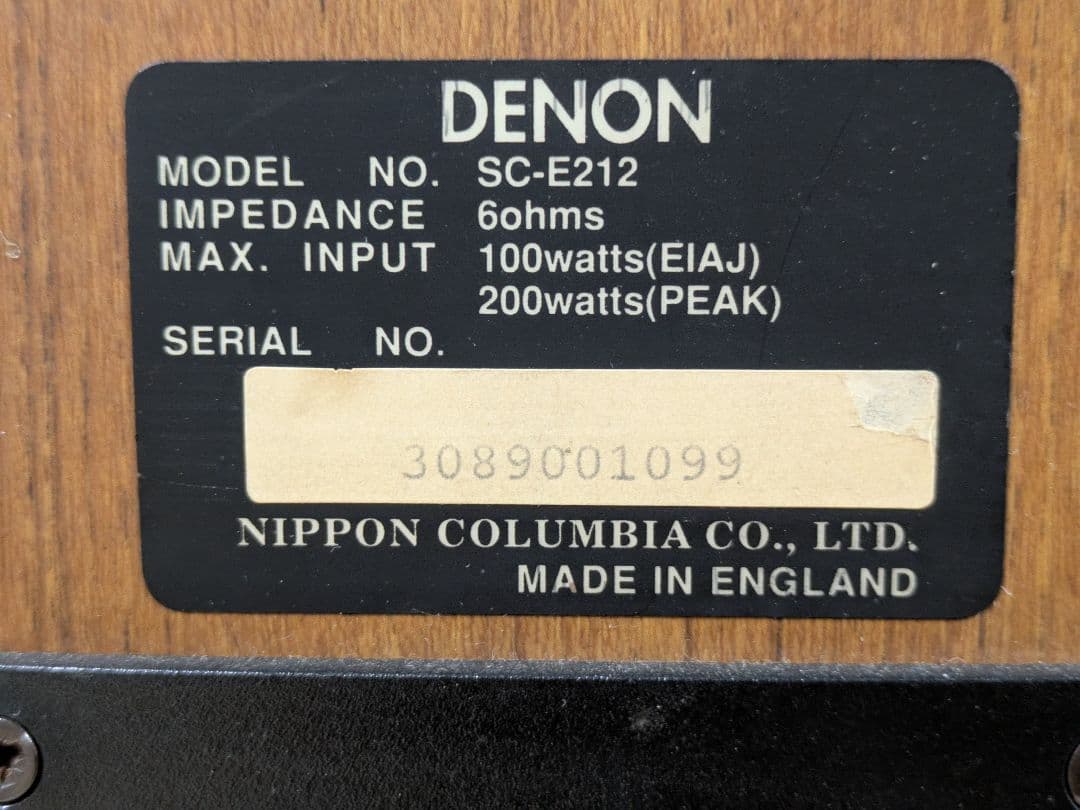 DENON
MODEL NO. SC-E212
IMPEDANCE 6ohms
MAX. INPUT 100watts(EIAJ)
200watts(PEAK)
SERIAL NO.
3089001099
NIPPON COLUMBIA CO., LTD.
MADE IN ENGLAND